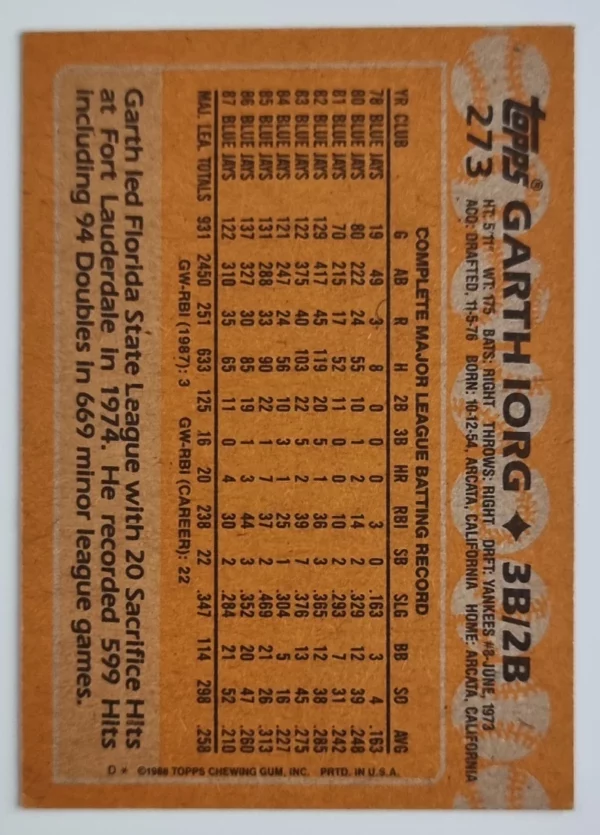 topps® GARTH IORG ♦ 3B/2B
273
HT: 5'11" WT: 175 BATS: RIGHT THROWS: RIGHT DRFT: YANKEES #8-JUNE, 1973
ACQ: DRAFTED, 11-5-76 BORN: 10-12-54, ARCATA, CALIFORNIA HOME: ARCATA, CALIFORNIA
COMPLETE MAJOR LEAGUE BATTING RECORD
YR CLUB G AB R H 2B 3B HR RBI SB SLG BB SO AVG
78 BLUE JAYS 19 49 3 8 0 0 0 3 0 .163 3 4 .163
80 BLUE JAYS 80 222 24 55 10 1 2 14 2 .329 12 39 .248
81 BLUE JAYS 70 215 17 52 11 0 0 10 2 .293 7 31 .242
82 BLUE JAYS 129 417 45 119 20 5 1 36 3 .365 12 38 .285
83 BLUE JAYS 122 375 40 103 22 5 2 39 7 .376 13 45 .275
84 BLUE JAYS 121 247 24 56 10 3 1 25 1 .304 5 16 .227
85 BLUE JAYS 131 288 33 90 22 1 7 37 2 .469 21 26 .313
86 BLUE JAYS 137 327 30 85 19 1 3 44 3 .352 20 47 .260
87 BLUE JAYS 122 310 35 65 11 0 4 30 2 .284 21 52 .210
MAJ. LEA. TOTALS 931 2450 251 633 125 16 20 238 22 .347 114 298 .258
GW-RBI (1987): 3 GW-RBI (CAREER): 22
Garth led Florida State League with 20 Sacrifice Hits
at Fort Lauderdale in 1974. He recorded 599 Hits
including 94 Doubles in 669 minor league games.
D * ©1988 TOPPS CHEWING GUM, INC. PRTD. IN U.S.A.